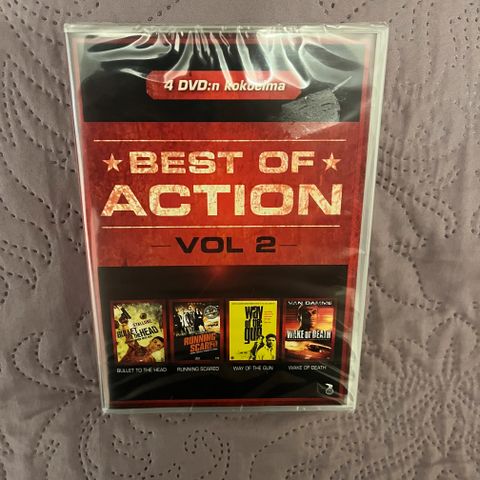 4 DVD:n kokoelma
BEST OF
ACTION
VOL 2
STALLONE
BULLET
TO THE HEAD
RUNNING
SCARED
way
of the
gun
VAN DAMME
WAKE OF DEATH
BULLET TO THE HEAD
RUNNING SCARED
WAY OF THE GUN
WAKE OF DEATH